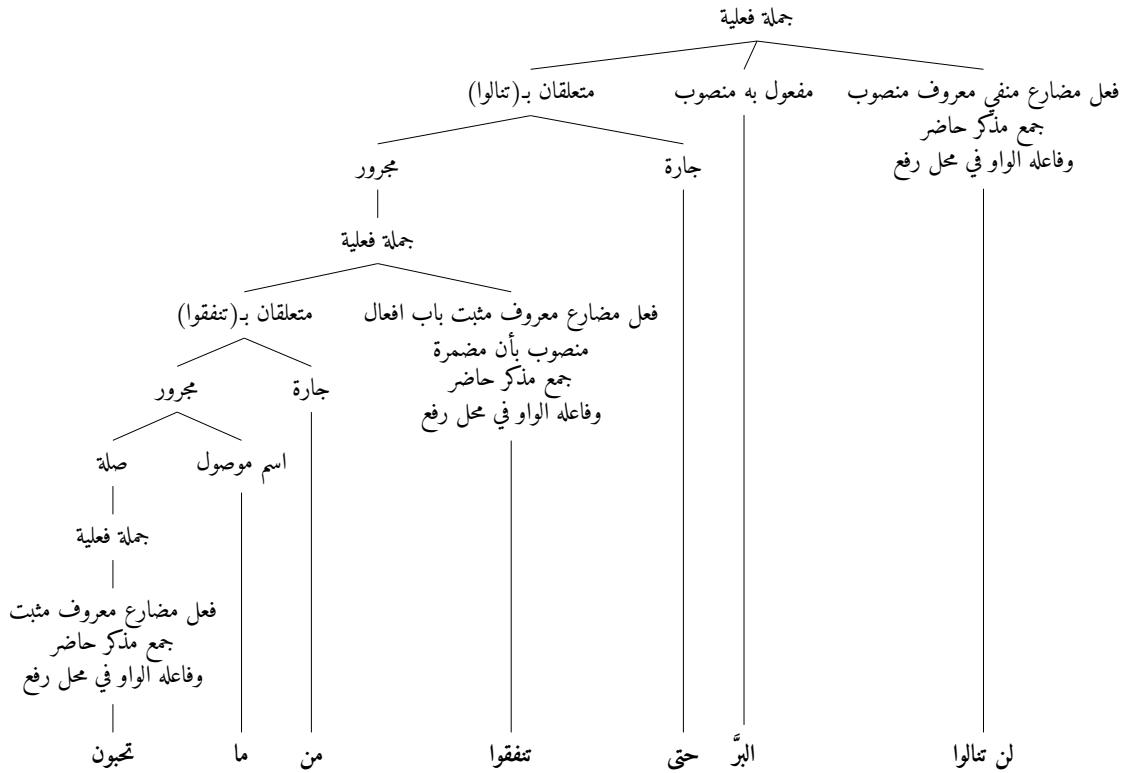 جملة فعلية
فعل مضارع منفي معروف منصوب
جمع مذكر حاضر
وفاعله الواو في محل رفع
مفعول به منصوب
متعلقان بـ(تنالوا)
جارة
مجرور
جملة فعلية
فعل مضارع معروف مثبت باب افعال
منصوب بأن مضمرة
جمع مذكر حاضر
وفاعله الواو في محل رفع
متعلقان بـ(تنفقوا)
جارة
مجرور
اسم موصول
صلة
جملة فعلية
فعل مضارع معروف مثبت
جمع مذكر حاضر
وفاعله الواو في محل رفع
لن تنالوا البرَّ حتى تنفقوا من ما تحبون